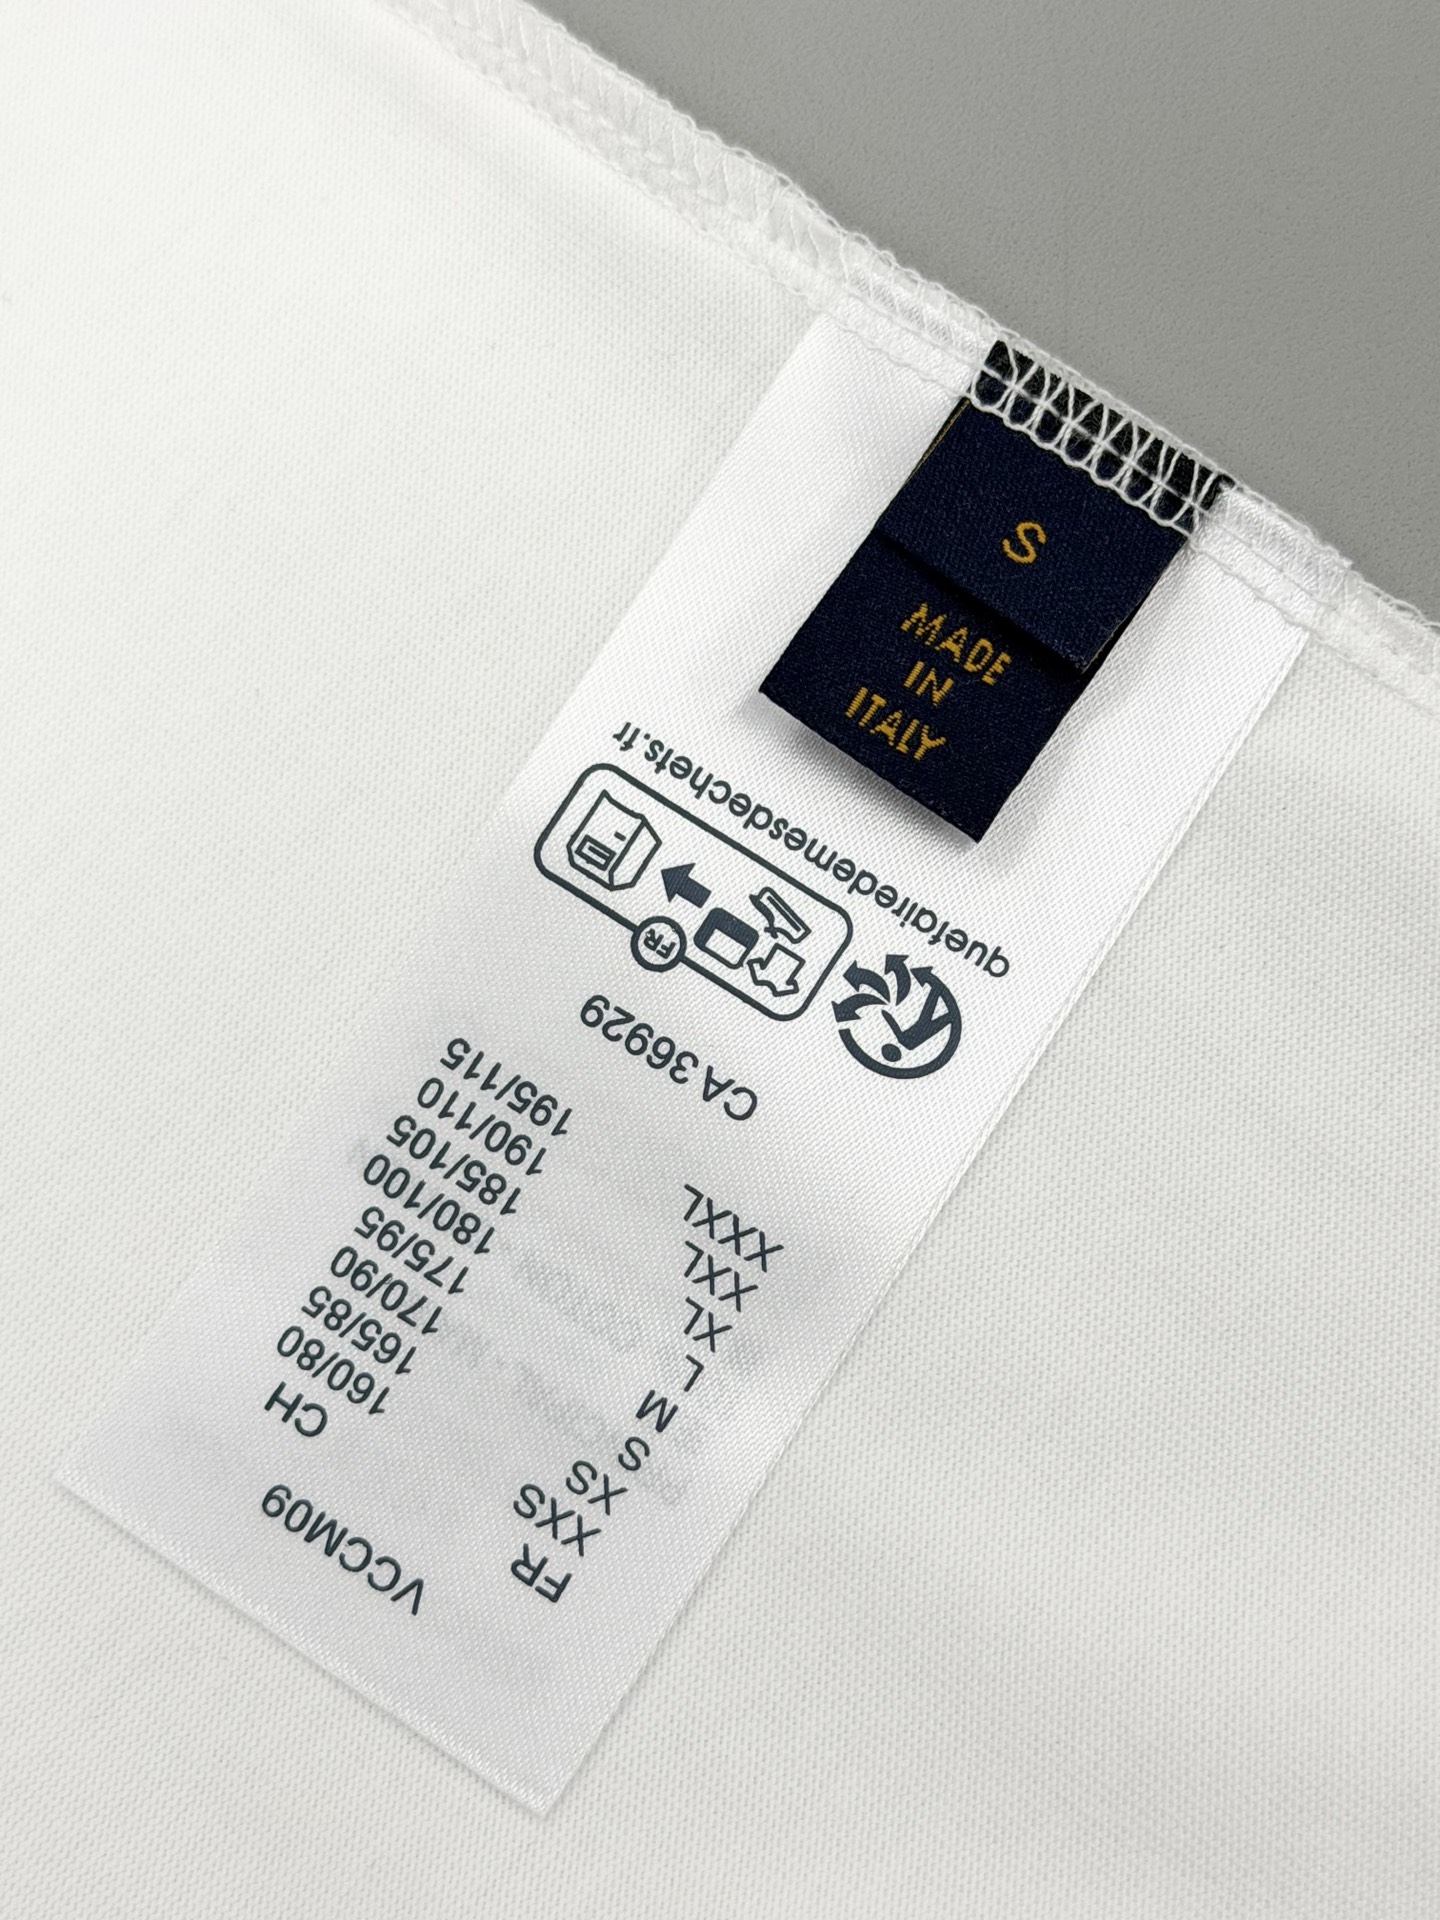 S
MADE
IN
ITALY
VCCCM09
FR CH
XXS 160/80
XS 165/85
S 170/90
M 175/95
L 180/100
XL 185/105
XXL 190/110
XXXL 195/115
CA 36929
FR
quefairedemesdechets.fr